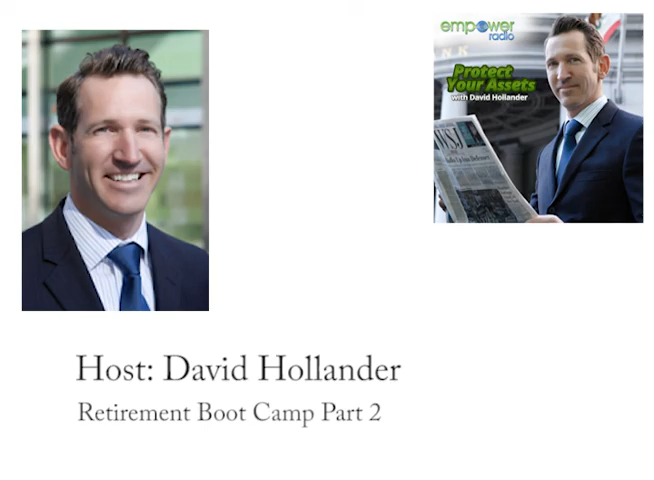 empower
radio
Protect
Your Assets
with David Hollander
WSJ
Host: David Hollander
Retirement Boot Camp Part 2